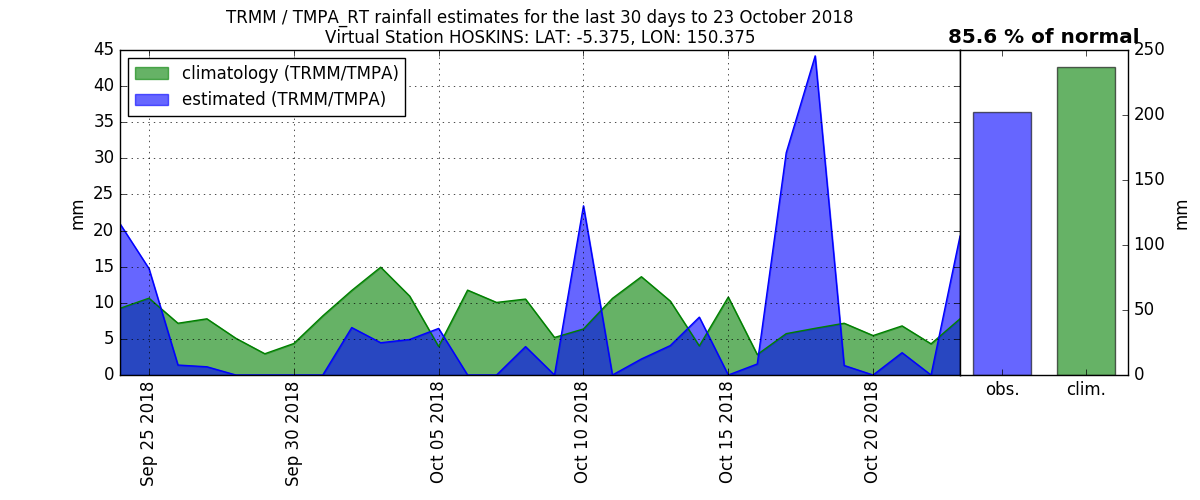 TRMM / TMPA_RT rainfall estimates for the last 30 days to 23 October 2018
Virtual Station HOSKINS: LAT: -5.375, LON: 150.375
85.6 % of normal
climatology (TRMM/TMPA)
estimated (TRMM/TMPA)
mm
45
40
35
30
25
20
15
10
5
0
Sep 25 2018
Sep 30 2018
Oct 05 2018
Oct 10 2018
Oct 15 2018
Oct 20 2018
obs.
clim.
250
200
150
100
50
0
mm